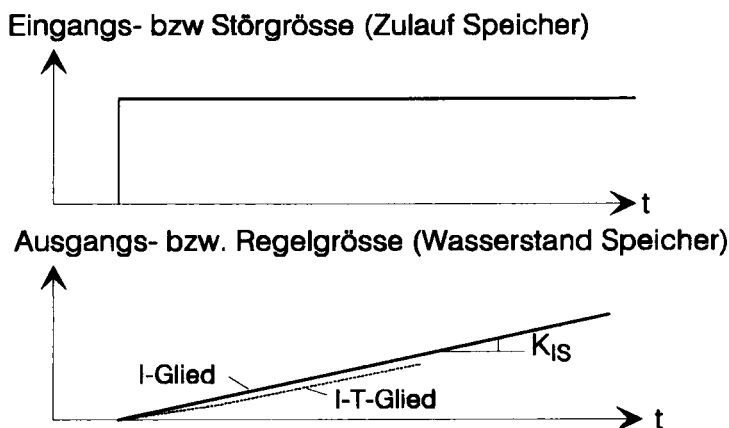 Eingangs- bzw Störgrösse (Zulauf Speicher)
t
Ausgangs- bzw. Regelgrösse (Wasserstand Speicher)
I-Glied
K_IS
I-T-Glied
t